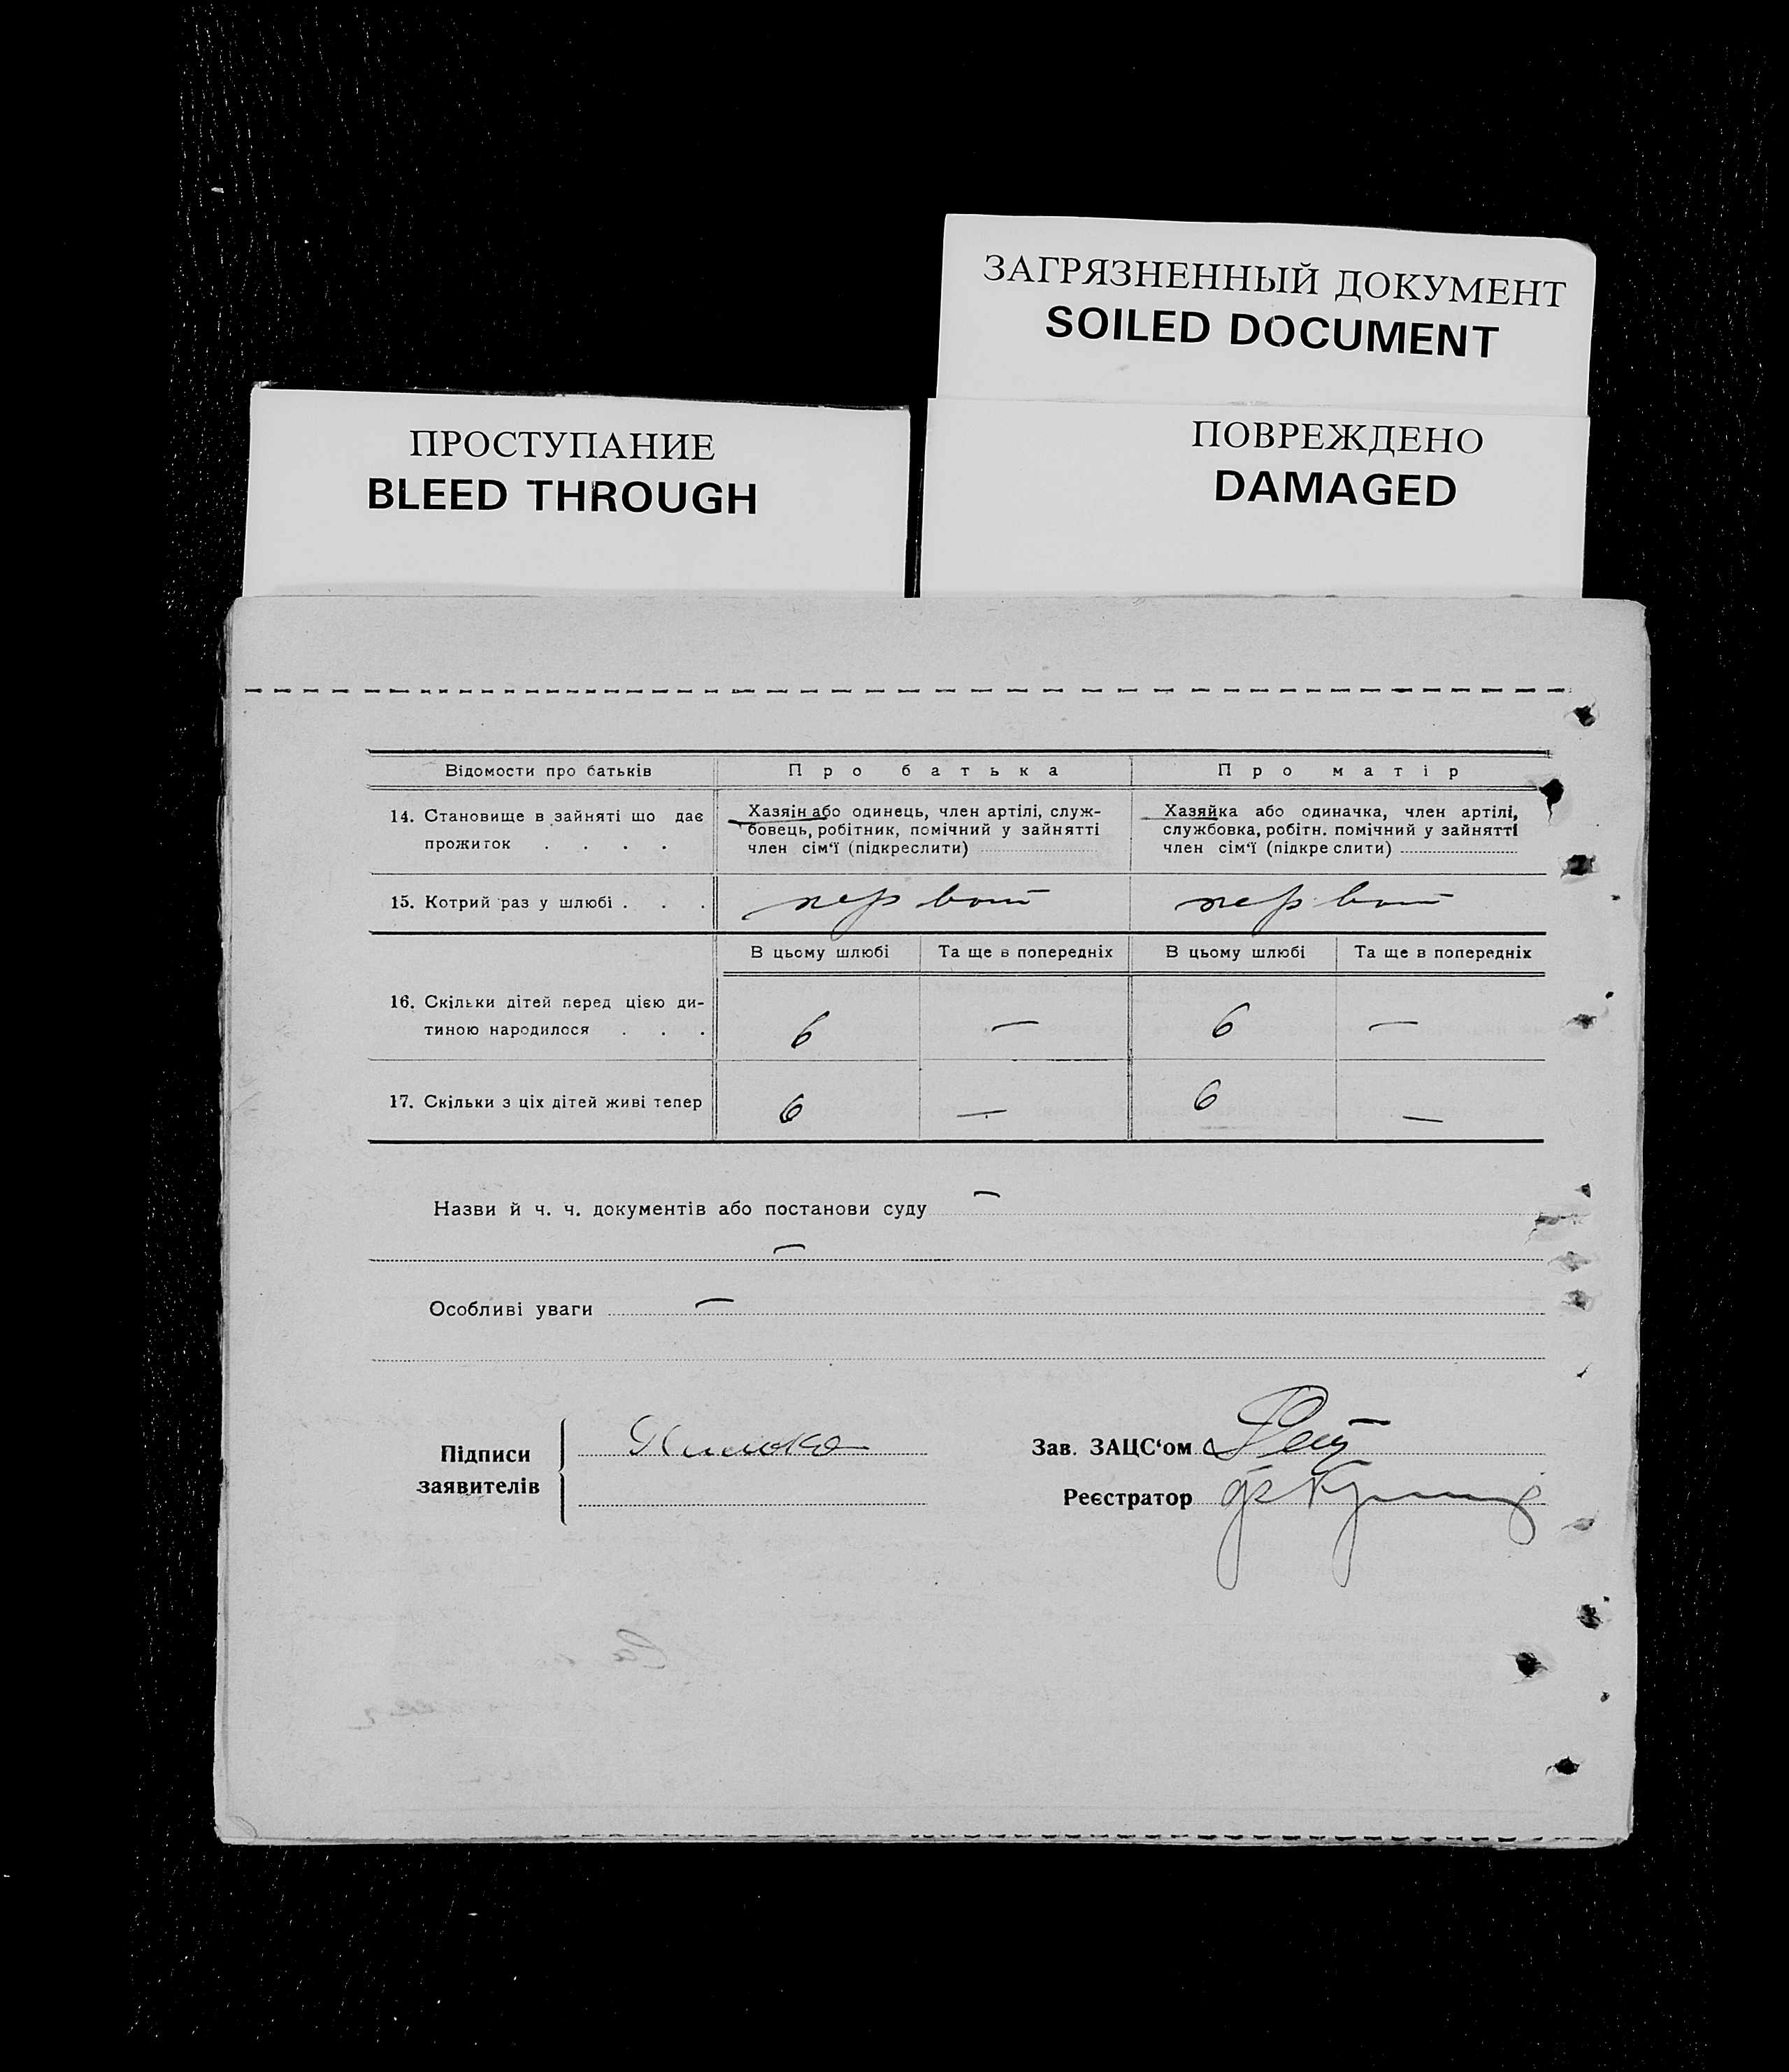 ЗАГРЯЗНЕННЫЙ ДОКУМЕНТ
SOILED DOCUMENT
ПРОСТУПАНИЕ
BLEED THROUGH
ПОВРЕЖДЕНО
DAMAGED
Відомости про батьків Про батька Про матір
14. Становище в зайняті що дає
прожиток . . . .
Хазяін або одинець, член артілі, служ-
бовець, робітник, помічний у зайнятті
член сім'ї (підкреслити)
Хазяйка або одиначка, член артілі,
службовка, робітн. помічний у зайнятті
член сім'ї (підкреслити)
15. Котрий раз у шлюбі . . .
В цьому шлюбі Та ще в попередніх В цьому шлюбі Та ще в попередніх
16. Скільки дітей перед цією ди-
тиною народилося . . .
6 — 6 —
17. Скільки з ціх дітей живі тепер 6 — 6 —
Назви й ч. ч. документів або постанови суду —
—
Особливі уваги —
Підписи
заявителів
Зав. ЗАЦС'ом
Реєстратор